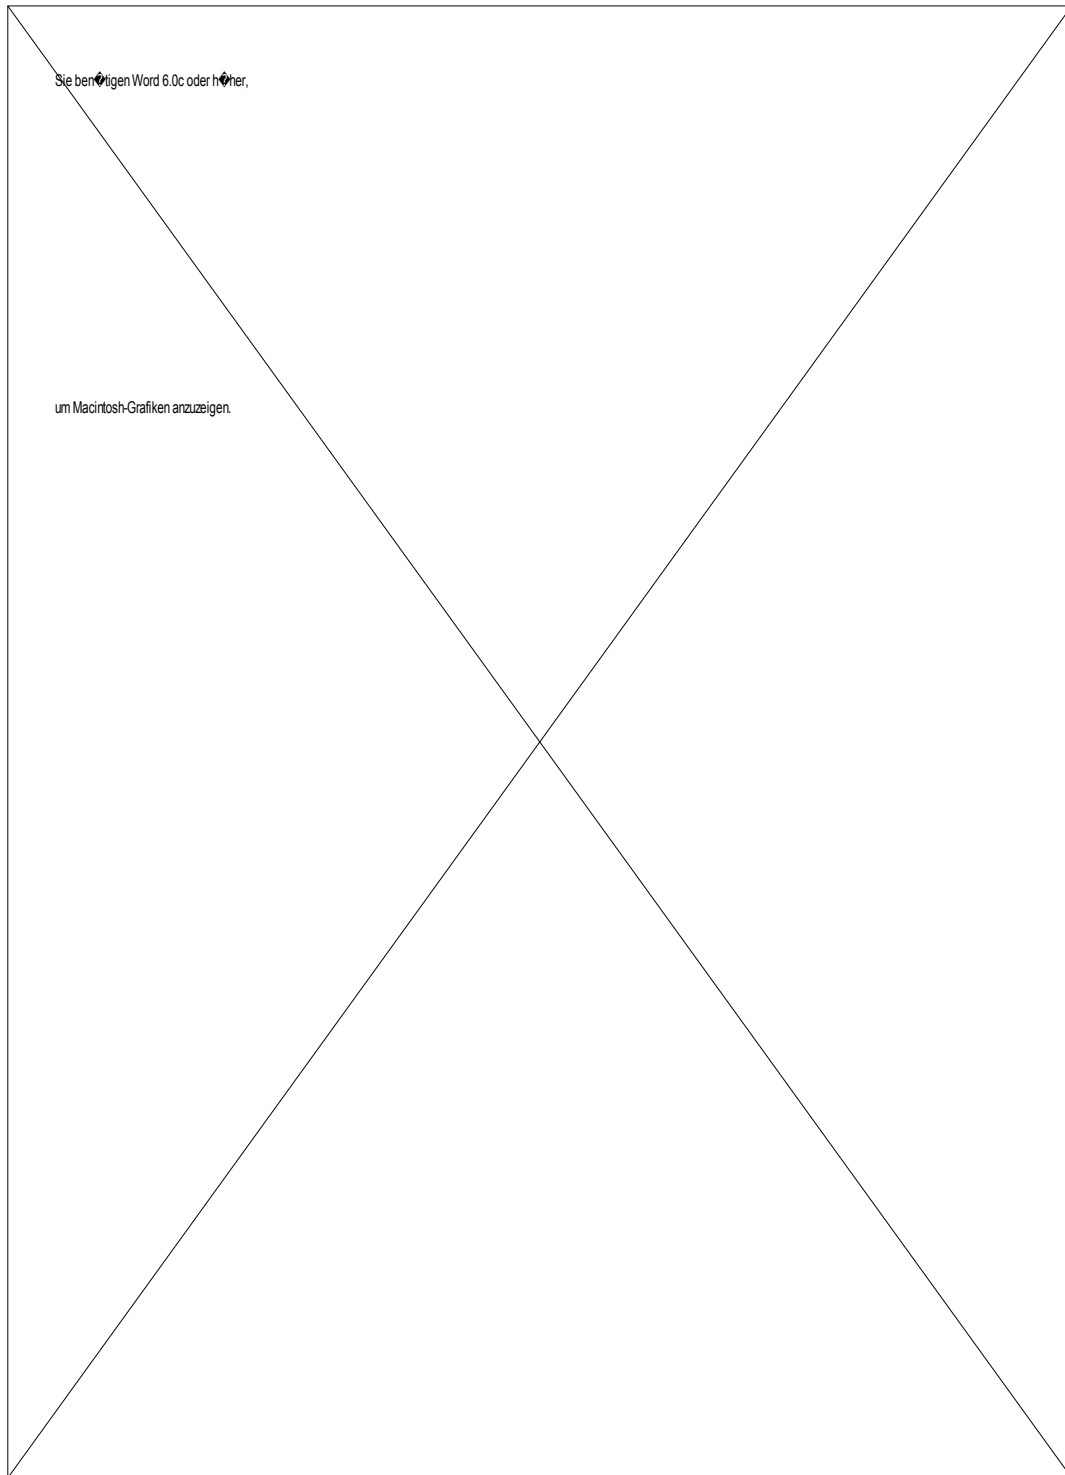 Sie ben�tigen Word 6.0c oder h�her,
um Macintosh-Grafiken anzuzeigen.